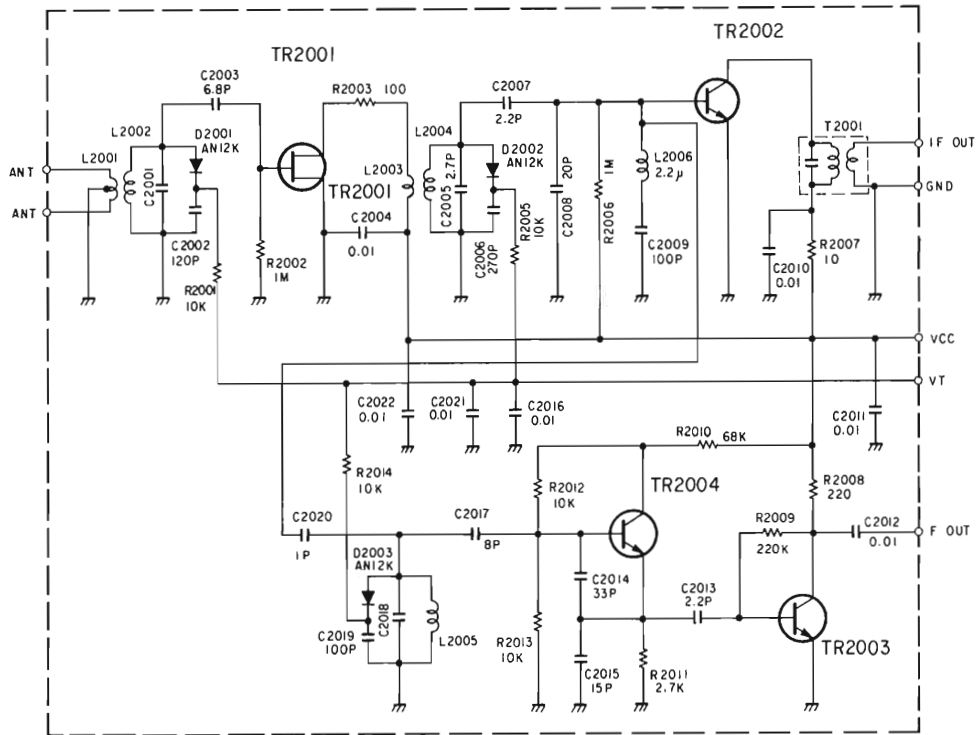 TR2002
TR2001
C2003
6.8P
R2003 100
C2007
2.2P
L2002
D2001
AN12K
L2004
D2002
AN12K
T2001
IF OUT
L2001
ANT
C2001
TR2001
L2003
C2005 2.7P
20P
1M
L2006
2.2μ
GND
ANT
C2004
0.01
R2005
10K
C2008
R2006
C2002
120P
R2002
1M
C2006
270P
C2009
100P
C2010
0.01
R2007
10
R2001
10K
VCC
VT
C2022
0.01
C2021
0.01
C2016
0.01
C2011
0.01
R2010
68K
R2014
10K
R2012
10K
TR2004
R2008
220
C2020
1P
C2017
8P
R2009
220K
C2012
0.01
F OUT
D2003
AN12K
C2014
33P
C2013
2.2P
C2018
C2019
100P
L2005
R2013
10K
C2015
15P
R2011
2.7K
TR2003